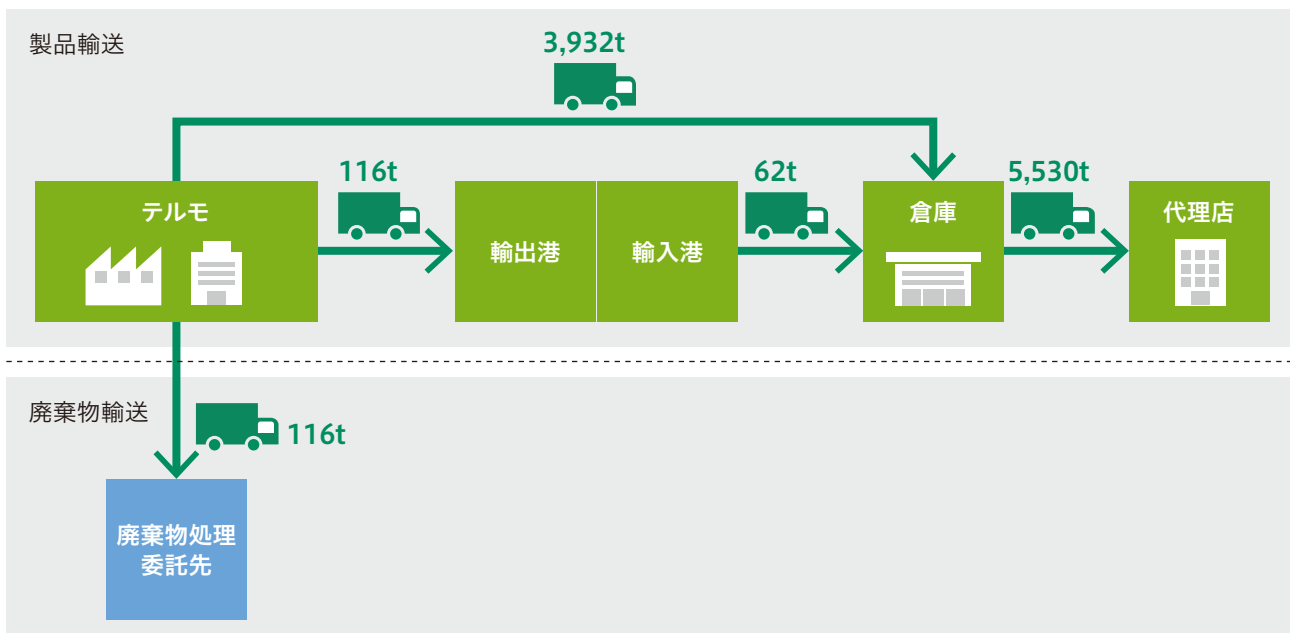 製品輸送
3,932t
116t
62t
5,530t
テルモ
輸出港
輸入港
倉庫
代理店
廃棄物輸送
116t
廃棄物処理
委託先